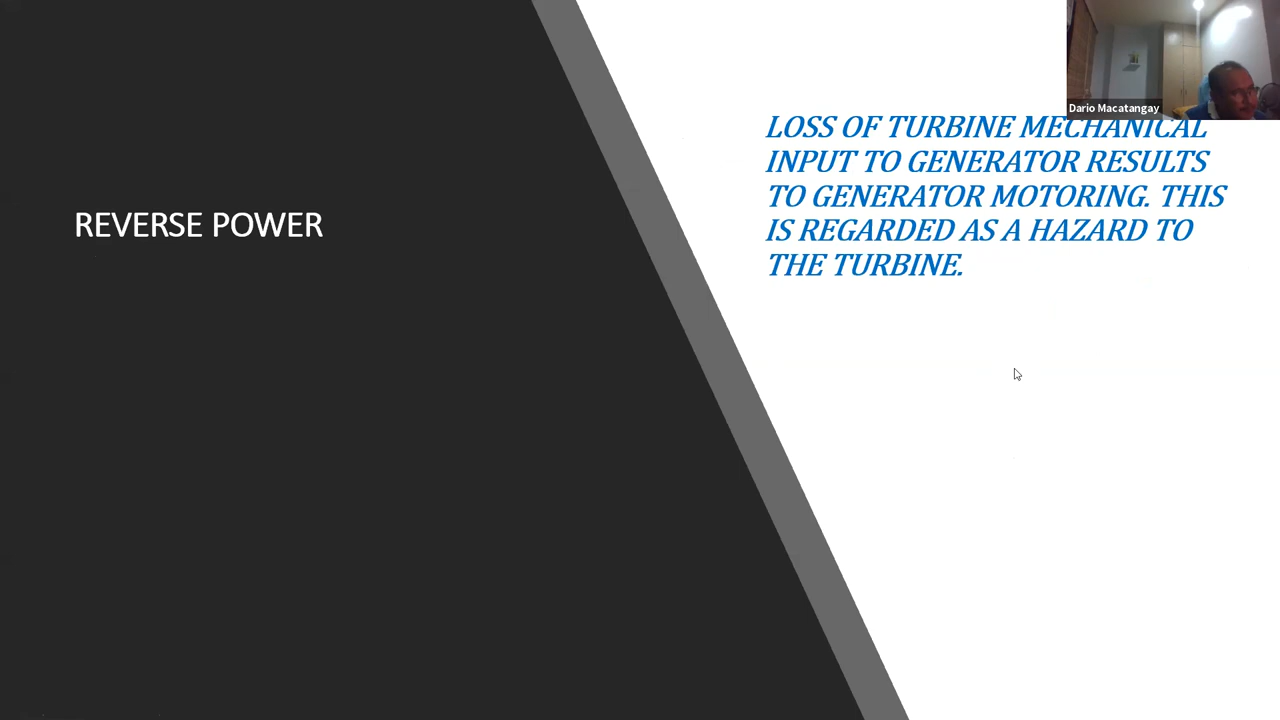 Dario Macatangay
LOSS OF TURBINE MECHANICAL
INPUT TO GENERATOR RESULTS
TO GENERATOR MOTORING. THIS
IS REGARDED AS A HAZARD TO
THE TURBINE.
REVERSE POWER